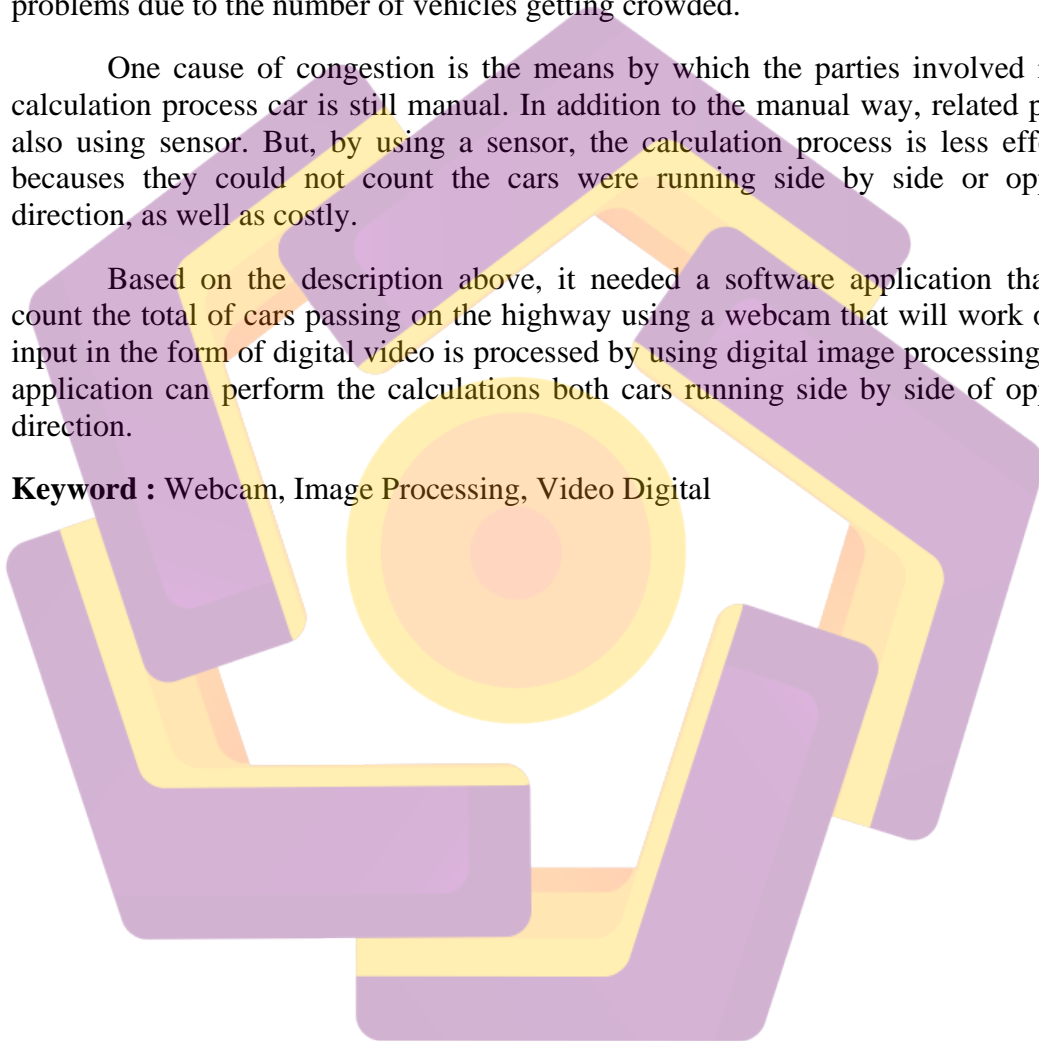 problems due to the number of vehicles getting crowded.
One cause of congestion is the means by which the parties involved
calculation process car is still manual. In addition to the manual way, related
also using sensor. But, by using a sensor, the calculation process is less
becauses they could not count the cars were running side by side or
direction, as well as costly.
Based on the description above, it needed a software application
count the total of cars passing on the highway using a webcam that will work
input in the form of digital video is processed by using digital image processing
application can perform the calculations both cars running side by side of
direction.
Keyword : Webcam, Image Processing, Video Digital